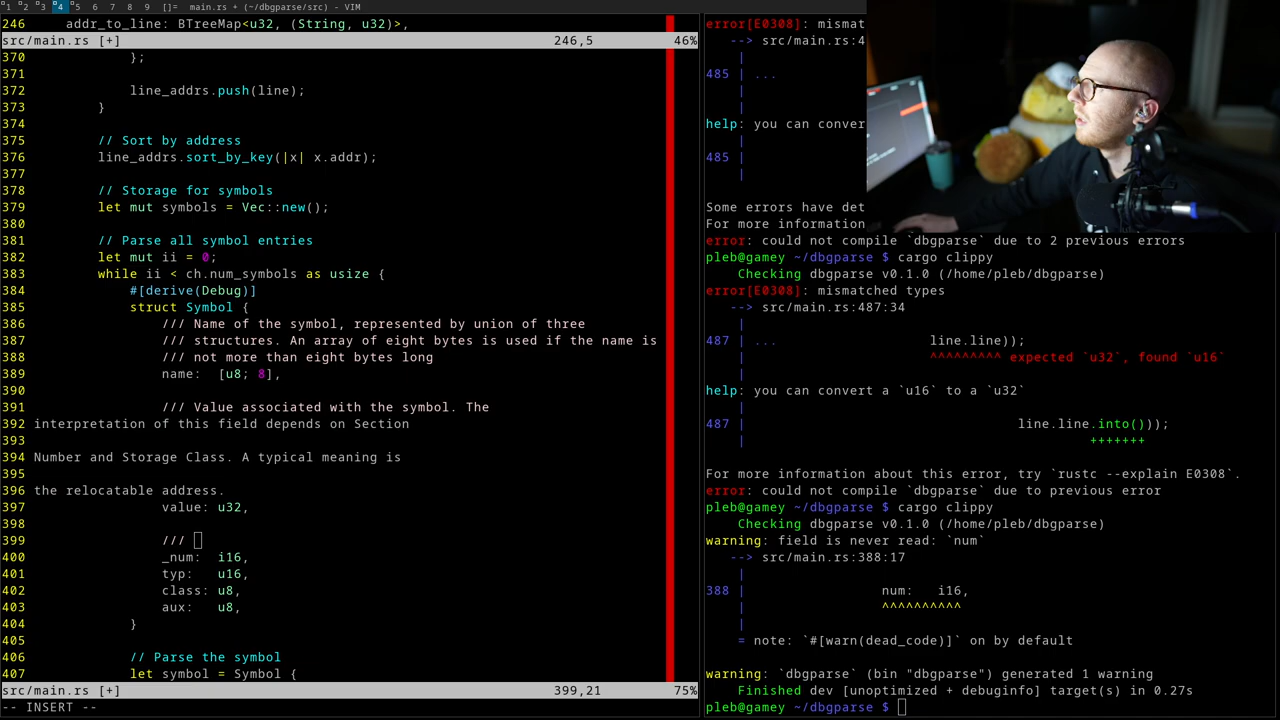 1 2 3 4 5 6 7 8 9 []= main.rs + (~/dbgparse/src) - VIM
246     addr_to_line: BTreeMap<u32, (String, u32)>,
src/main.rs [+] 246,5 46%
370             };
371
372             line_addrs.push(line);
373         }
374
375         // Sort by address
376         line_addrs.sort_by_key(|x| x.addr);
377
378         // Storage for symbols
379         let mut symbols = Vec::new();
380
381         // Parse all symbol entries
382         let mut ii = 0;
383         while ii < ch.num_symbols as usize {
384             #[derive(Debug)]
385             struct Symbol {
386                 /// Name of the symbol, represented by union of three
387                 /// structures. An array of eight bytes is used if the name is
388                 /// not more than eight bytes long
389                 name:  [u8; 8],
390
391                 /// Value associated with the symbol. The
392 interpretation of this field depends on Section
393
394 Number and Storage Class. A typical meaning is
395
396 the relocatable address.
397                 value: u32,
398
399                 ///
400                 _num:  i16,
401                 typ:   u16,
402                 class: u8,
403                 aux:   u8,
404             }
405
406             // Parse the symbol
407             let symbol = Symbol {
src/main.rs [+] 399,21 75%
-- INSERT --
error[E0308]: mismat
--> src/main.rs:4
|
485 | ...
|
|
help: you can conver
|
485 |
|
Some errors have det
For more information
error: could not compile `dbgparse` due to 2 previous errors
pleb@gamey ~/dbgparse $ cargo clippy
    Checking dbgparse v0.1.0 (/home/pleb/dbgparse)
error[E0308]: mismatched types
   --> src/main.rs:487:34
    |
487 | ...                   line.line));
    |                       ^^^^^^^^^ expected `u32`, found `u16`
    |
help: you can convert a `u16` to a `u32`
    |
487 |                                  line.line.into()));
    |                                           +++++++
For more information about this error, try `rustc --explain E0308`.
error: could not compile `dbgparse` due to previous error
pleb@gamey ~/dbgparse $ cargo clippy
    Checking dbgparse v0.1.0 (/home/pleb/dbgparse)
warning: field is never read: `num`
   --> src/main.rs:388:17
    |
388 |                 num:   i16,
    |                 ^^^^^^^^^^
    |
    = note: `#[warn(dead_code)]` on by default
warning: `dbgparse` (bin "dbgparse") generated 1 warning
    Finished dev [unoptimized + debuginfo] target(s) in 0.27s
pleb@gamey ~/dbgparse $